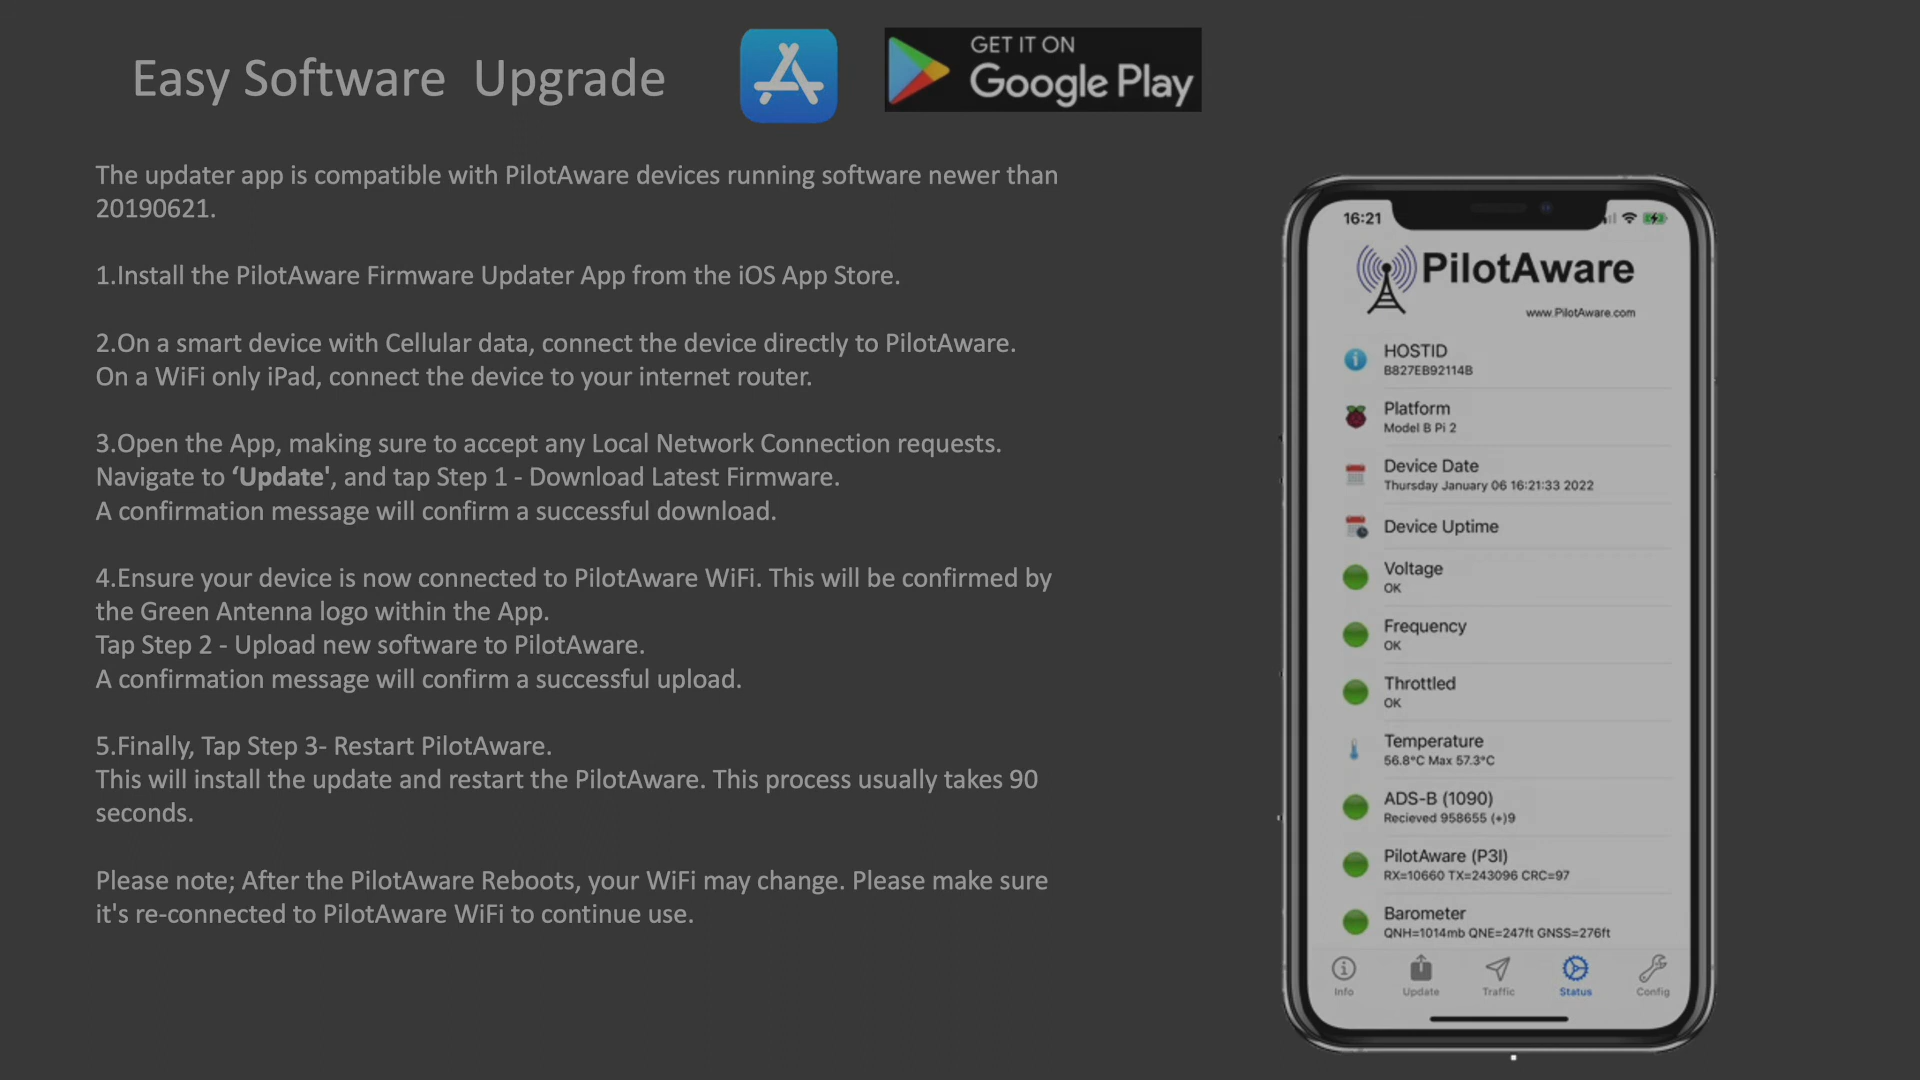 Easy Software  Upgrade
GET IT ON
Google Play
The updater app is compatible with PilotAware devices running software newer than
20190621.
1.Install the PilotAware Firmware Updater App from the iOS App Store.
2.On a smart device with Cellular data, connect the device directly to PilotAware.
On a WiFi only iPad, connect the device to your internet router.
3.Open the App, making sure to accept any Local Network Connection requests.
Navigate to ‘Update', and tap Step 1 - Download Latest Firmware.
A confirmation message will confirm a successful download.
4.Ensure your device is now connected to PilotAware WiFi. This will be confirmed by
the Green Antenna logo within the App.
Tap Step 2 - Upload new software to PilotAware.
A confirmation message will confirm a successful upload.
5.Finally, Tap Step 3- Restart PilotAware.
This will install the update and restart the PilotAware. This process usually takes 90
seconds.
Please note; After the PilotAware Reboots, your WiFi may change. Please make sure
it's re-connected to PilotAware WiFi to continue use.
16:21
PilotAware
www.PilotAware.com
HOSTID
B827EB92114B
Platform
Model B Pi 2
Device Date
Thursday January 06 16:21:33 2022
Device Uptime
Voltage
OK
Frequency
OK
Throttled
OK
Temperature
56.8°C Max 57.3°C
ADS-B (1090)
Recieved 958655 (+)9
PilotAware (P3I)
RX=10660 TX=243096 CRC=97
Barometer
QNH=1014mb QNE=247ft GNSS=276ft
Info Update Traffic Status Config